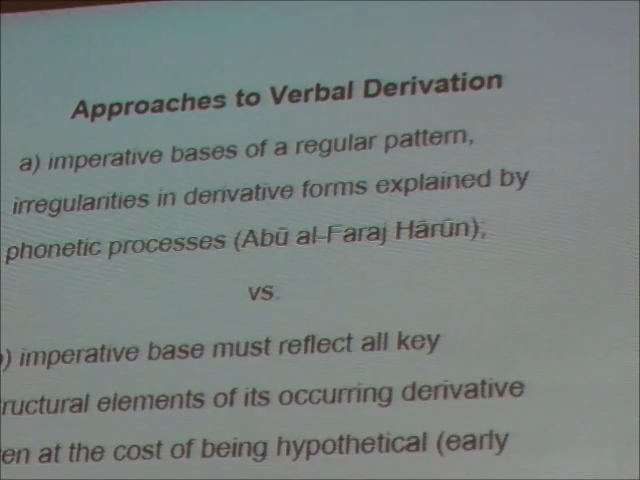 Approaches to Verbal Derivation
a) imperative bases of a regular pattern,
irregularities in derivative forms explained by
phonetic processes (Abū al-Faraj Hārūn);
vs.
) imperative base must reflect all key
ructural elements of its occurring derivative
en at the cost of being hypothetical (early